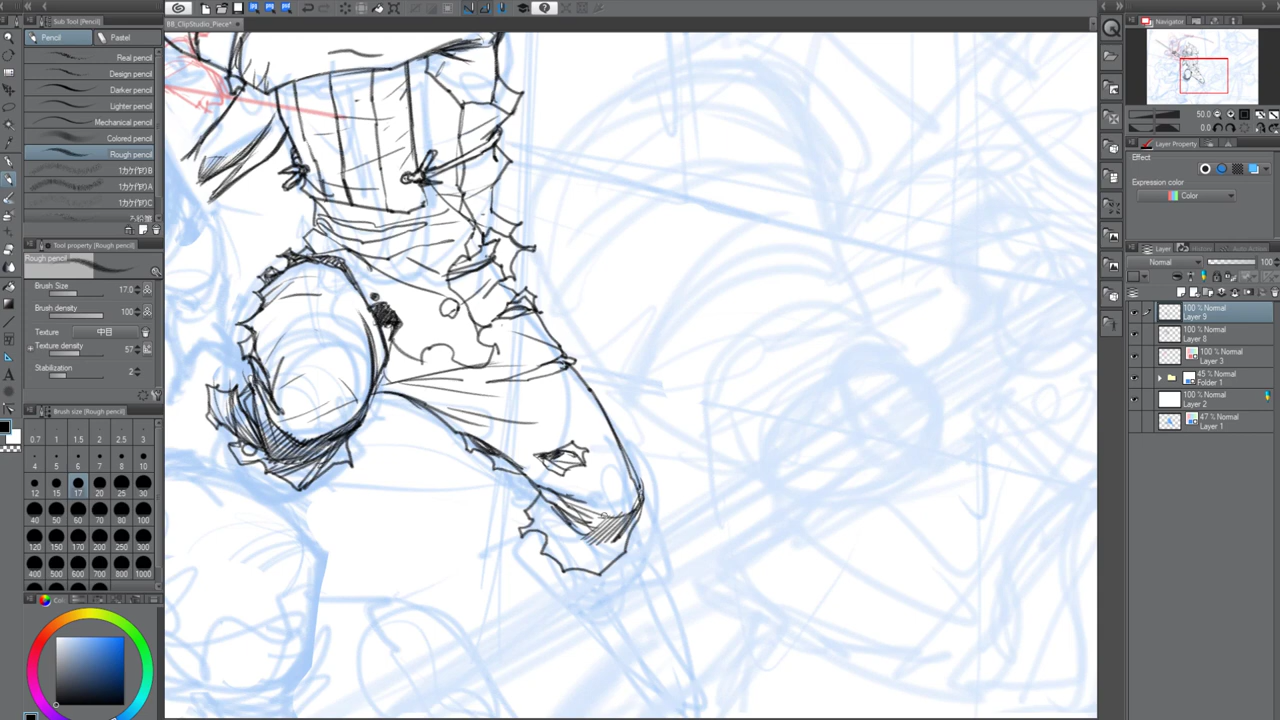 Sub Tool [Pencil]
Pencil
Pastel
Real pencil
Design pencil
Darker pencil
Lighter pencil
Mechanical pencil
Colored pencil
Rough pencil
Tool property [Rough pencil]
Rough pencil
Brush Size 17.0
Brush density 100
Texture 中目
Texture density 57
Stabilization 2
Brush size [Rough pencil]
0.7 1 1.5 2 2.5 3
4 5 6 7 8 10
12 15 17 20 25 30
40 50 60 70 80 100
120 150 170 200 250 300
400 500 600 700 800 1000
BB_ClipStudio_Piece*
Navigator
50.0
0.0
Layer Property
Effect
Expression color
Color
Layer
Normal 100
100 % Normal
Layer 9
100 % Normal
Layer 8
100 % Normal
Layer 3
45 % Normal
Folder 1
100 % Normal
Layer 2
47 % Normal
Layer 1